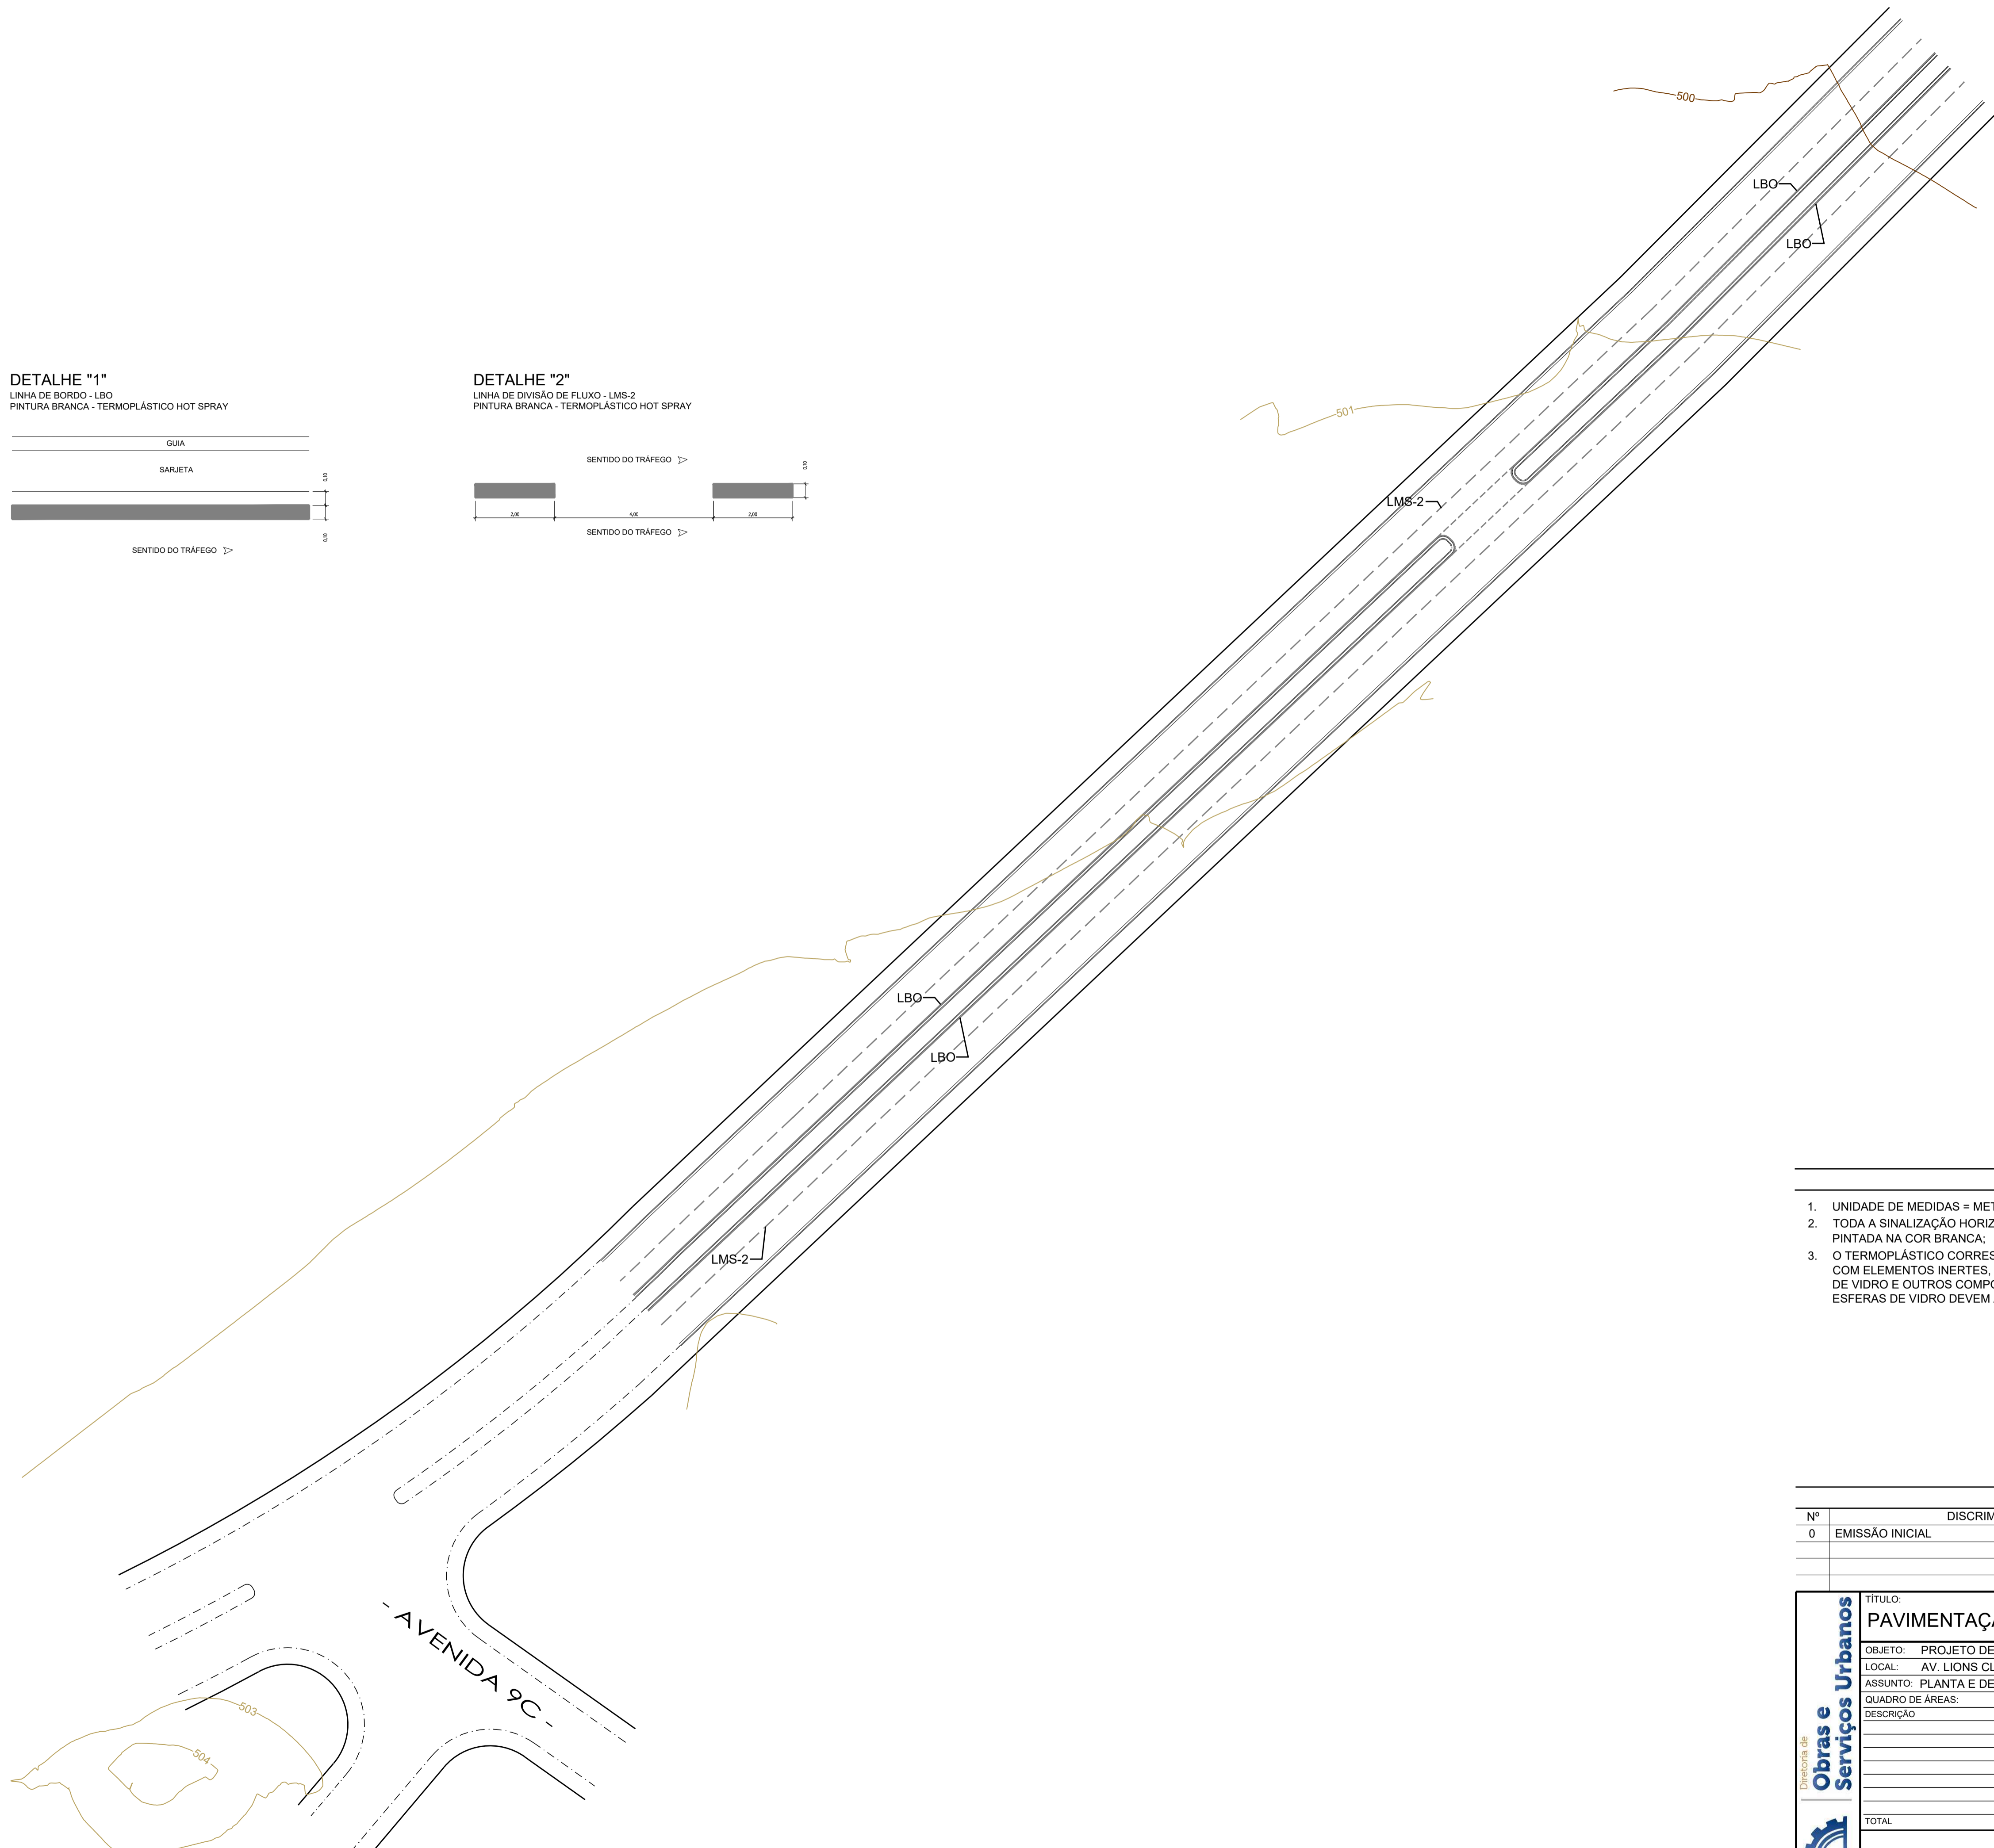 500
LBO
LBO
DETALHE "1"
LINHA DE BORDO - LBO
PINTURA BRANCA - TERMOPLÁSTICO HOT SPRAY
GUIA
SARJETA
0,10
0,10
SENTIDO DO TRÁFEGO
DETALHE "2"
LINHA DE DIVISÃO DE FLUXO - LMS-2
PINTURA BRANCA - TERMOPLÁSTICO HOT SPRAY
SENTIDO DO TRÁFEGO
0,10
2,00 4,00 2,00
SENTIDO DO TRÁFEGO
501
LMS-2
LBO
LBO
LMS-2
- AVENIDA 9C -
503
504
1. UNIDADE DE MEDIDAS = MET
2. TODA A SINALIZAÇÃO HORIZ
PINTADA NA COR BRANCA;
3. O TERMOPLÁSTICO CORRES
COM ELEMENTOS INERTES,
DE VIDRO E OUTROS COMPO
ESFERAS DE VIDRO DEVEM
Nº DISCRIM
0 EMISSÃO INICIAL
Diretoria de
Obras e
Serviços Urbanos
TÍTULO:
PAVIMENTAÇA
OBJETO: PROJETO DE
LOCAL: AV. LIONS CL
ASSUNTO: PLANTA E DE
QUADRO DE ÁREAS:
DESCRIÇÃO
TOTAL